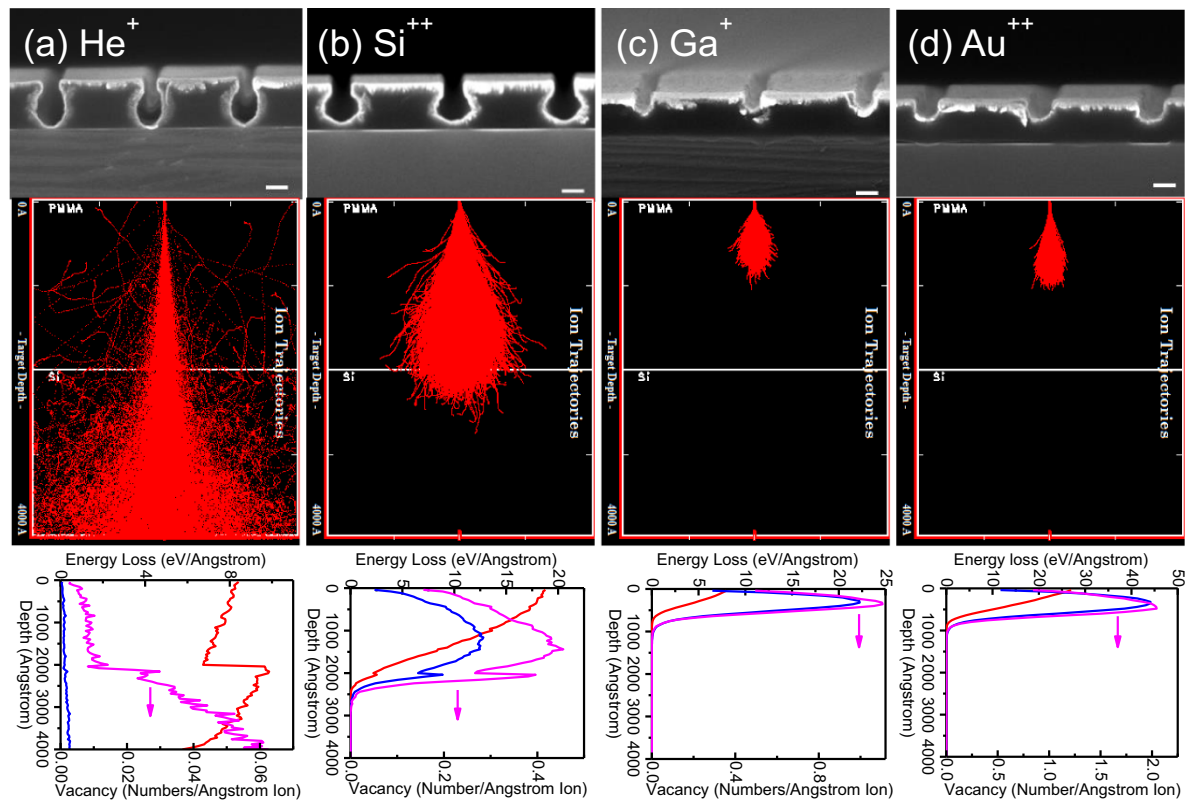 (a) He+
(b) Si++
(c) Ga+
(d) Au++
0 A
PMMA
Si
Ion Trajectories
- Target Depth -
4000 A
0 A
PMMA
Si
Ion Trajectories
- Target Depth -
4000 A
0 A
PMMA
Si
Ion Trajectories
- Target Depth -
4000 A
0 A
PMMA
Si
Ion Trajectories
- Target Depth -
4000 A
Energy Loss (eV/Angstrom)
0 4 8
Depth (Angstrom)
0 1000 2000 3000 4000
0.00 0.02 0.04 0.06
Vacancy (Numbers/Angstrom Ion)
Energy Loss (eV/Angstrom)
0 5 10 15 20
Depth (Angstrom)
0 1000 2000 3000 4000
0.0 0.2 0.4
Vacancy (Number/Angstrom Ion)
Energy Loss (eV/Angstrom)
0 5 10 15 20 25
Depth (Angstrom)
0 1000 2000 3000 4000
0.0 0.4 0.8
Vacancy (Numbers/Angstrom Ion)
Energy loss (eV/Angstrom)
0 10 20 30 40 50
Depth (Angstrom)
0 1000 2000 3000 4000
0.0 0.5 1.0 1.5 2.0
Vacancy (Numbers/Angstrom Ion)